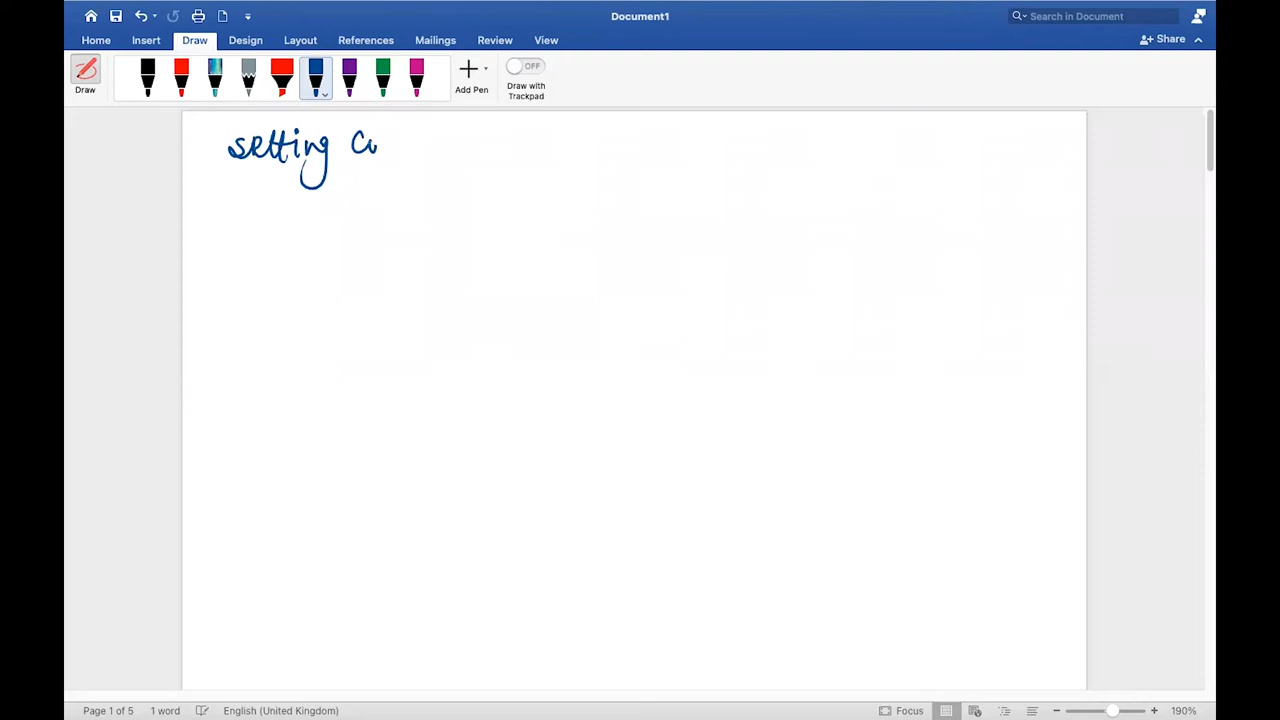 Document1
Search in Document
Home Insert Draw Design Layout References Mailings Review View
Share
Draw
Add Pen
OFF
Draw with
Trackpad
setting
Page 1 of 5 1 word English (United Kingdom) Focus 190%